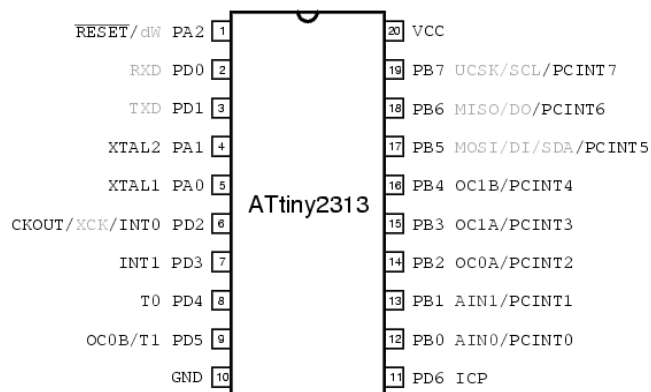 RESET/dW PA2 1
RXD PD0 2
TXD PD1 3
XTAL2 PA1 4
XTAL1 PA0 5
CKOUT/XCK/INT0 PD2 6
INT1 PD3 7
T0 PD4 8
OC0B/T1 PD5 9
GND 10
ATtiny2313
20 VCC
19 PB7 UCSK/SCL/PCINT7
18 PB6 MISO/DO/PCINT6
17 PB5 MOSI/DI/SDA/PCINT5
16 PB4 OC1B/PCINT4
15 PB3 OC1A/PCINT3
14 PB2 OC0A/PCINT2
13 PB1 AIN1/PCINT1
12 PB0 AIN0/PCINT0
11 PD6 ICP